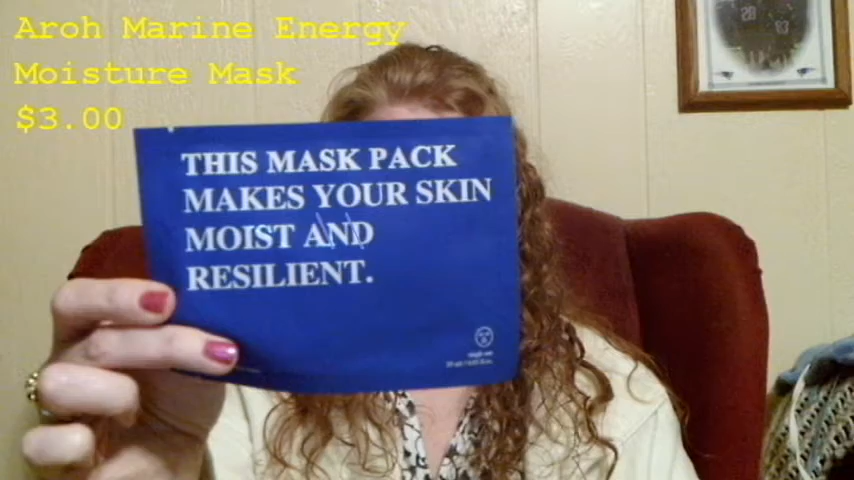 Aroh Marine Energy
Moisture Mask
$3.00
THIS MASK PACK
MAKES YOUR SKIN
MOIST AND
RESILIENT.